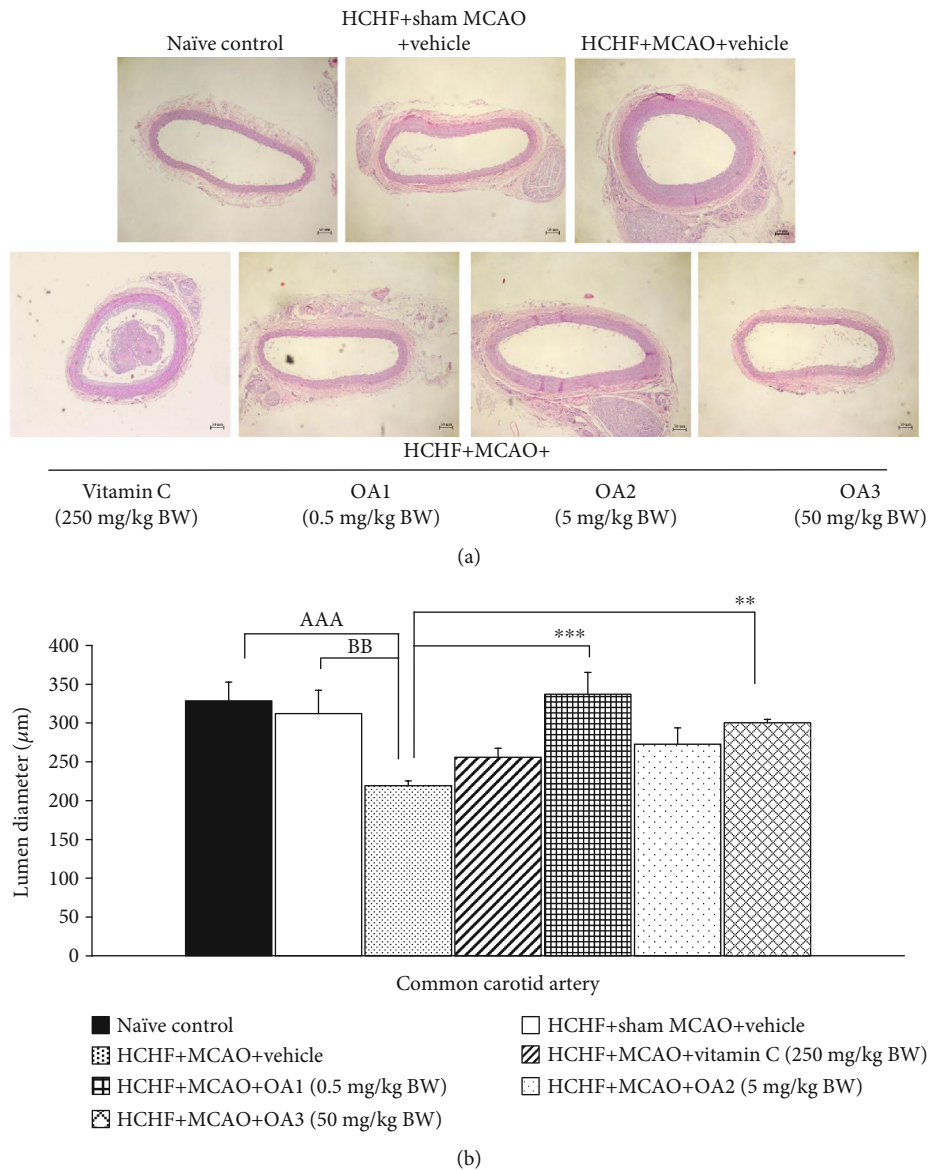 HCHF+sham MCAO
Naïve control +vehicle HCHF+MCAO+vehicle
HCHF+MCAO+
Vitamin C OA1 OA2 OA3
(250 mg/kg BW) (0.5 mg/kg BW) (5 mg/kg BW) (50 mg/kg BW)
(a)
AAA
BB
***
**
Lumen diameter (μm)
400
350
300
250
200
150
100
50
0
Common carotid artery
Naïve control HCHF+sham MCAO+vehicle
HCHF+MCAO+vehicle HCHF+MCAO+vitamin C (250 mg/kg BW)
HCHF+MCAO+OA1 (0.5 mg/kg BW) HCHF+MCAO+OA2 (5 mg/kg BW)
HCHF+MCAO+OA3 (50 mg/kg BW)
(b)